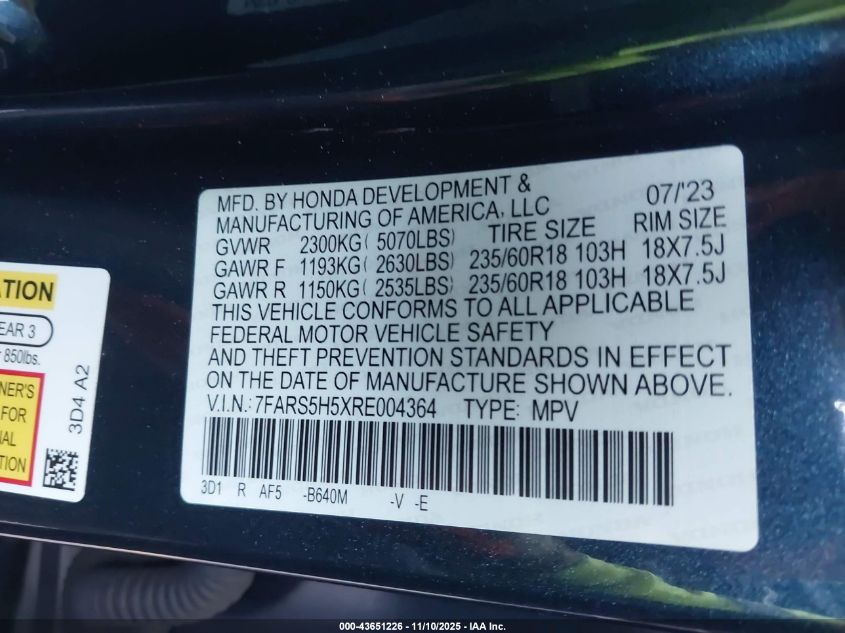 MFD. BY HONDA DEVELOPMENT &
MANUFACTURING OF AMERICA, LLC 07/'23
GVWR 2300KG( 5070LBS) TIRE SIZE RIM SIZE
GAWR F 1193KG( 2630LBS) 235/60R18 103H 18X7.5J
GAWR R 1150KG( 2535LBS) 235/60R18 103H 18X7.5J
THIS VEHICLE CONFORMS TO ALL APPLICABLE
FEDERAL MOTOR VEHICLE SAFETY
AND THEFT PREVENTION STANDARDS IN EFFECT
ON THE DATE OF MANUFACTURE SHOWN ABOVE.
V.I.N.: 7FARS5H5XRE004364 TYPE: MPV
3D1 R AF5 -B640M -V -E
ATION
EAR 3
850lbs.
NER'S
FOR
NAL
TION
3D4 A2
000-43651226 - 11/10/2025 - IAA Inc.